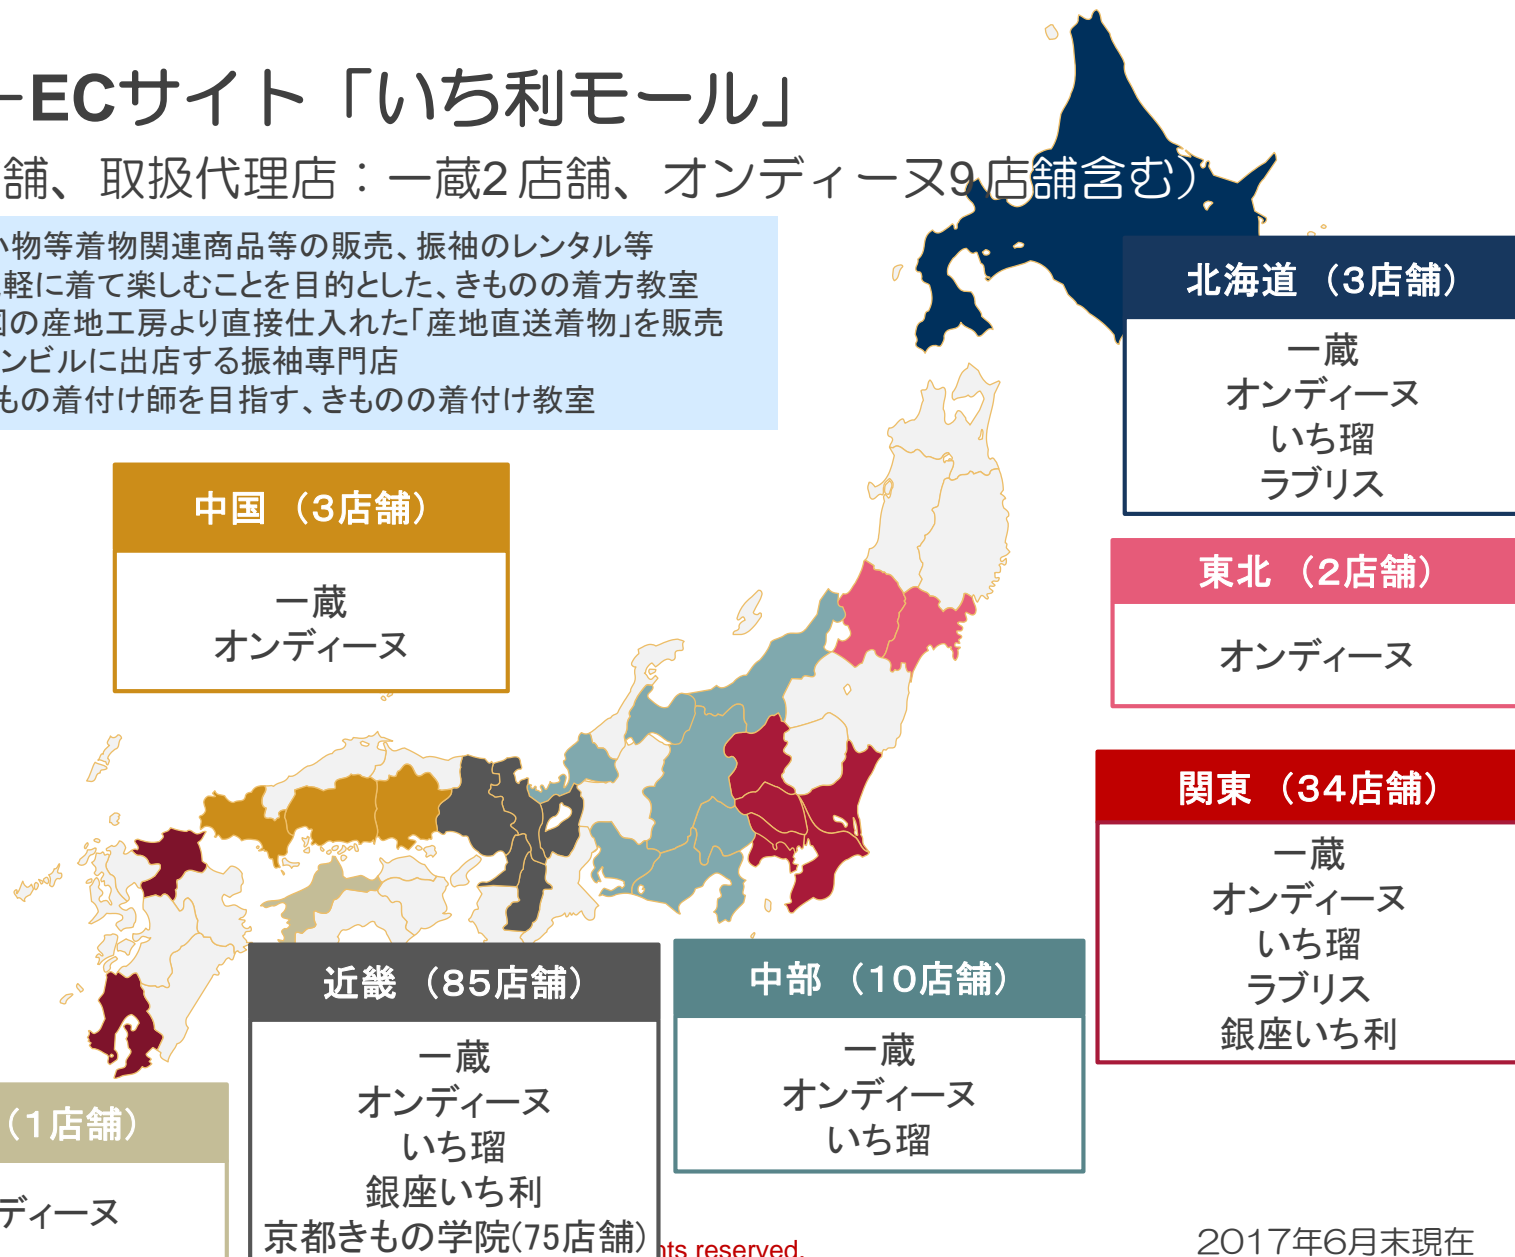 ーECサイト「いち利モール」
舗、取扱代理店：一蔵2店舗、オンディーヌ9店舗含む）
物等着物関連商品等の販売、振袖のレンタル等
軽に着て楽しむことを目的とした、きものの着方教室
の産地工房より直接仕入れた「産地直送着物」を販売
ンビルに出店する振袖専門店
もの着付け師を目指す、きものの着付け教室
北海道（3店舗）
一蔵
オンディーヌ
いち瑠
ラブリス
中国（3店舗）
一蔵
オンディーヌ
東北（2店舗）
オンディーヌ
関東（34店舗）
一蔵
オンディーヌ
いち瑠
ラブリス
銀座いち利
近畿（85店舗）
一蔵
オンディーヌ
いち瑠
銀座いち利
京都きもの学院(75店舗)
中部（10店舗）
一蔵
オンディーヌ
いち瑠
（1店舗）
ディーヌ
hts reserved.
2017年6月末現在